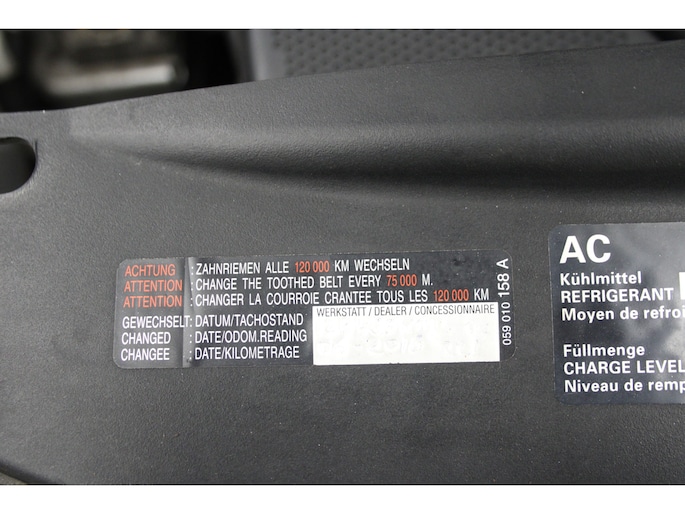 ACHTUNG : ZAHNRIEMEN ALLE 120 000 KM WECHSELN
ATTENTION : CHANGE THE TOOTHED BELT EVERY 75 000 M.
ATTENTION : CHANGER LA COURROIE CRANTEE TOUS LES 120 000 KM
GEWECHSELT : DATUM/TACHOSTAND
CHANGED : DATE/ODOM.READING
CHANGEE : DATE/KILOMETRAGE
WERKSTATT / DEALER / CONCESSIONNAIRE
059 010 158 A
AC
Kühlmittel
REFRIGERANT
Moyen de refroi
Füllmenge
CHARGE LEVEL
Niveau de remp